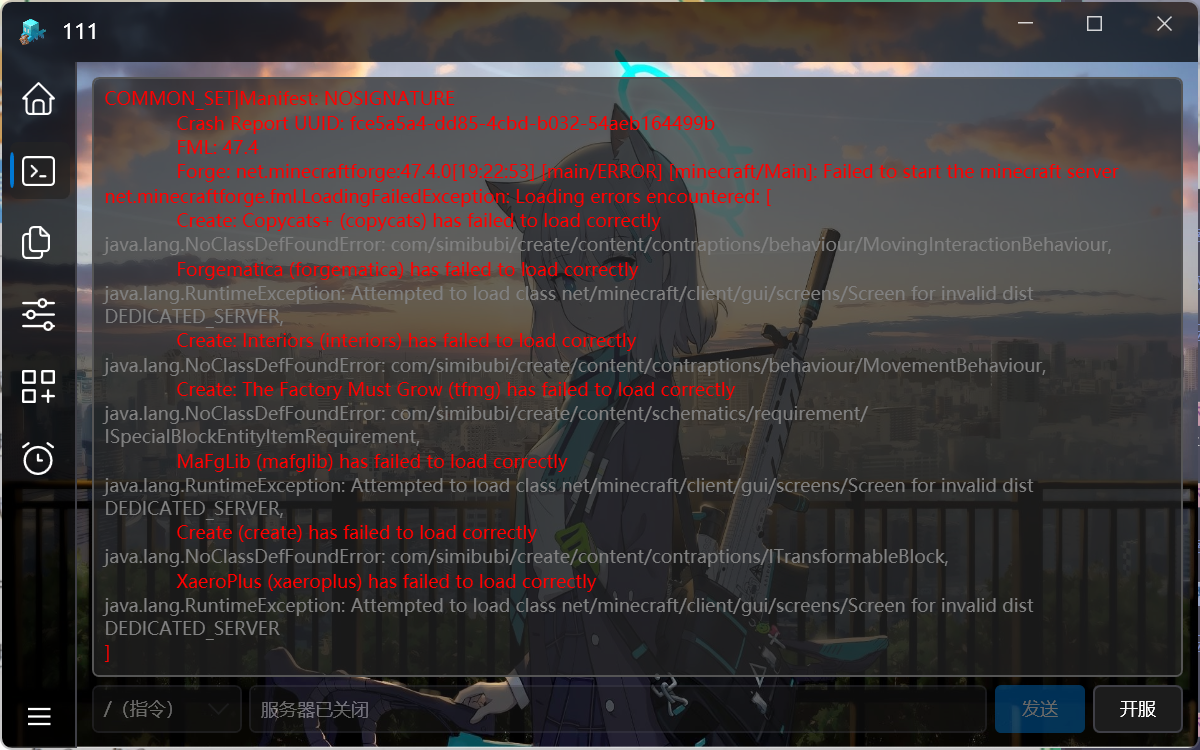 111
COMMON_SET|Manifest: NOSIGNATURE
Crash Report UUID: fce5a5a4-dd85-4cbd-b032-54aeb164499b
FML: 47.4
Forge: net.minecraftforge:47.4.0[19:22:53] [main/ERROR] [minecraft/Main]: Failed to start the minecraft server
net.minecraftforge.fml.LoadingFailedException: Loading errors encountered: [
Create: Copycats+ (copycats) has failed to load correctly
java.lang.NoClassDefFoundError: com/simibubi/create/content/contraptions/behaviour/MovingInteractionBehaviour,
Forgematica (forgematica) has failed to load correctly
java.lang.RuntimeException: Attempted to load class net/minecraft/client/gui/screens/Screen for invalid dist
DEDICATED_SERVER,
Create: Interiors (interiors) has failed to load correctly
java.lang.NoClassDefFoundError: com/simibubi/create/content/contraptions/behaviour/MovementBehaviour,
Create: The Factory Must Grow (tfmg) has failed to load correctly
java.lang.NoClassDefFoundError: com/simibubi/create/content/schematics/requirement/
ISpecialBlockEntityItemRequirement,
MaFgLib (mafglib) has failed to load correctly
java.lang.RuntimeException: Attempted to load class net/minecraft/client/gui/screens/Screen for invalid dist
DEDICATED_SERVER,
Create (create) has failed to load correctly
java.lang.NoClassDefFoundError: com/simibubi/create/content/contraptions/ITransformableBlock,
XaeroPlus (xaeroplus) has failed to load correctly
java.lang.RuntimeException: Attempted to load class net/minecraft/client/gui/screens/Screen for invalid dist
DEDICATED_SERVER
]
/（指令） 服务器已关闭 发送 开服